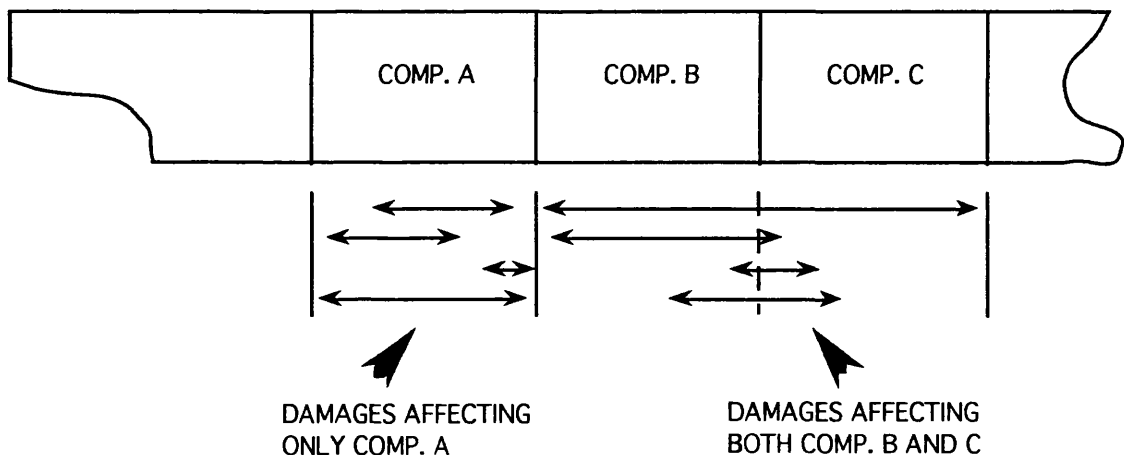 COMP. A
COMP. B
COMP. C
DAMAGES AFFECTING
ONLY COMP. A
DAMAGES AFFECTING
BOTH COMP. B AND C